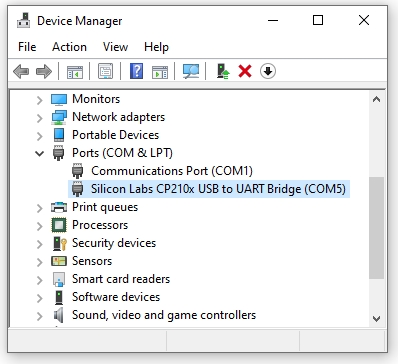 Device Manager
File Action View Help
Monitors
Network adapters
Portable Devices
Ports (COM & LPT)
Communications Port (COM1)
Silicon Labs CP210x USB to UART Bridge (COM5)
Print queues
Processors
Security devices
Sensors
Smart card readers
Software devices
Sound, video and game controllers